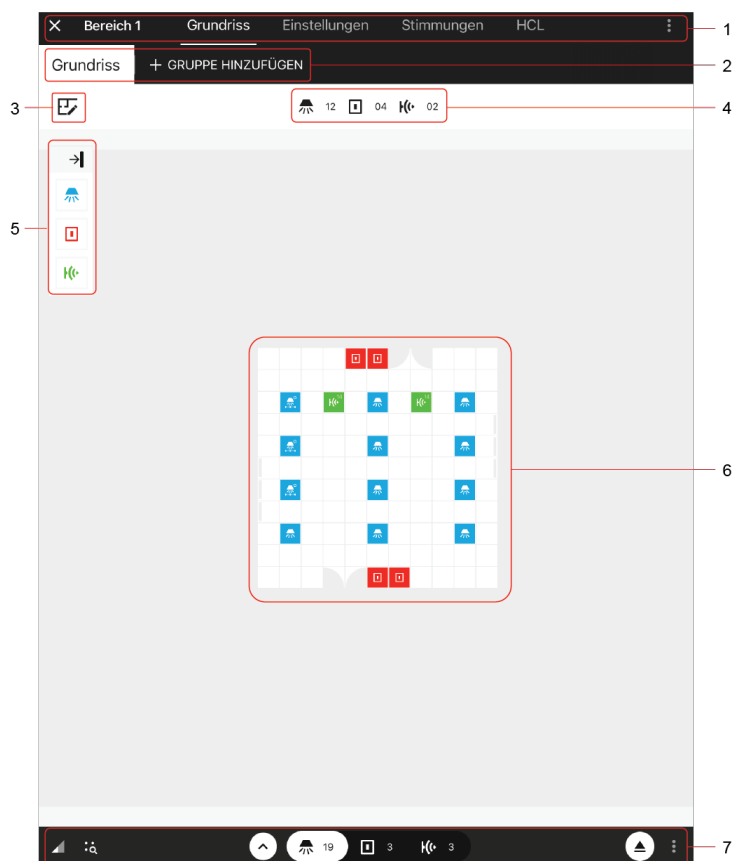 Bereich 1 Grundriss Einstellungen Stimmungen HCL 1
Grundriss + GRUPPE HINZUFÜGEN 2
3 12 04 02 4
5
6
19 3 3 7